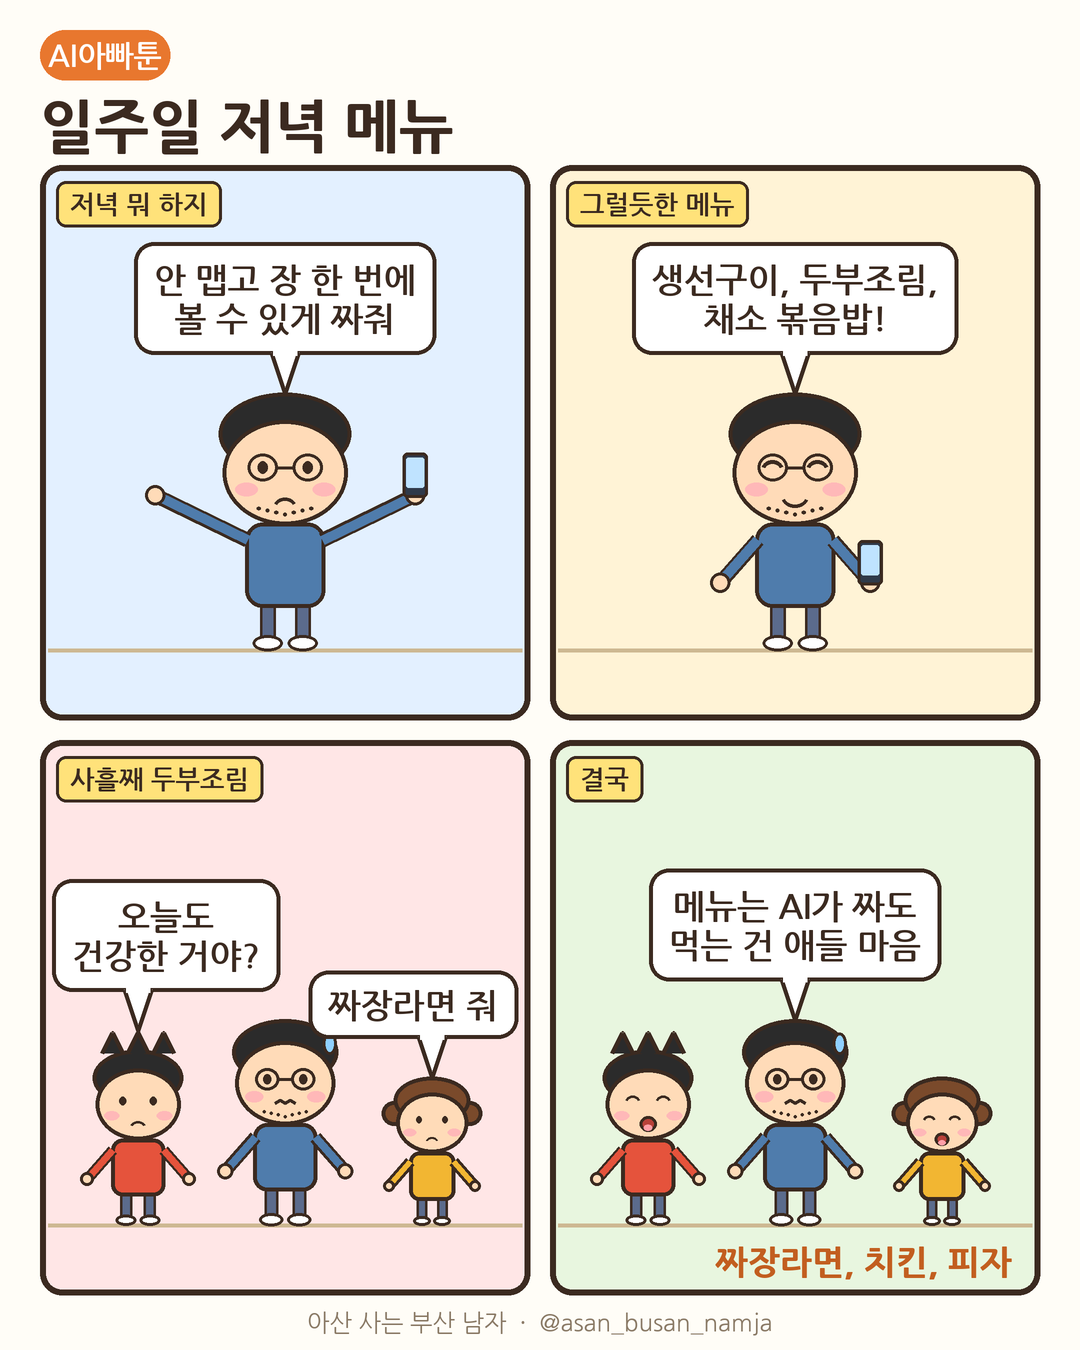 AI아빠툰
일주일 저녁 메뉴
저녁 뭐 하지
안 맵고 장 한 번에
볼 수 있게 짜줘
그럴듯한 메뉴
생선구이, 두부조림,
채소 볶음밥!
사흘째 두부조림
오늘도
건강한 거야?
짜장라면 줘
결국
메뉴는 AI가 짜도
먹는 건 애들 마음
짜장라면, 치킨, 피자
아산 사는 부산 남자 · @asan_busan_namja